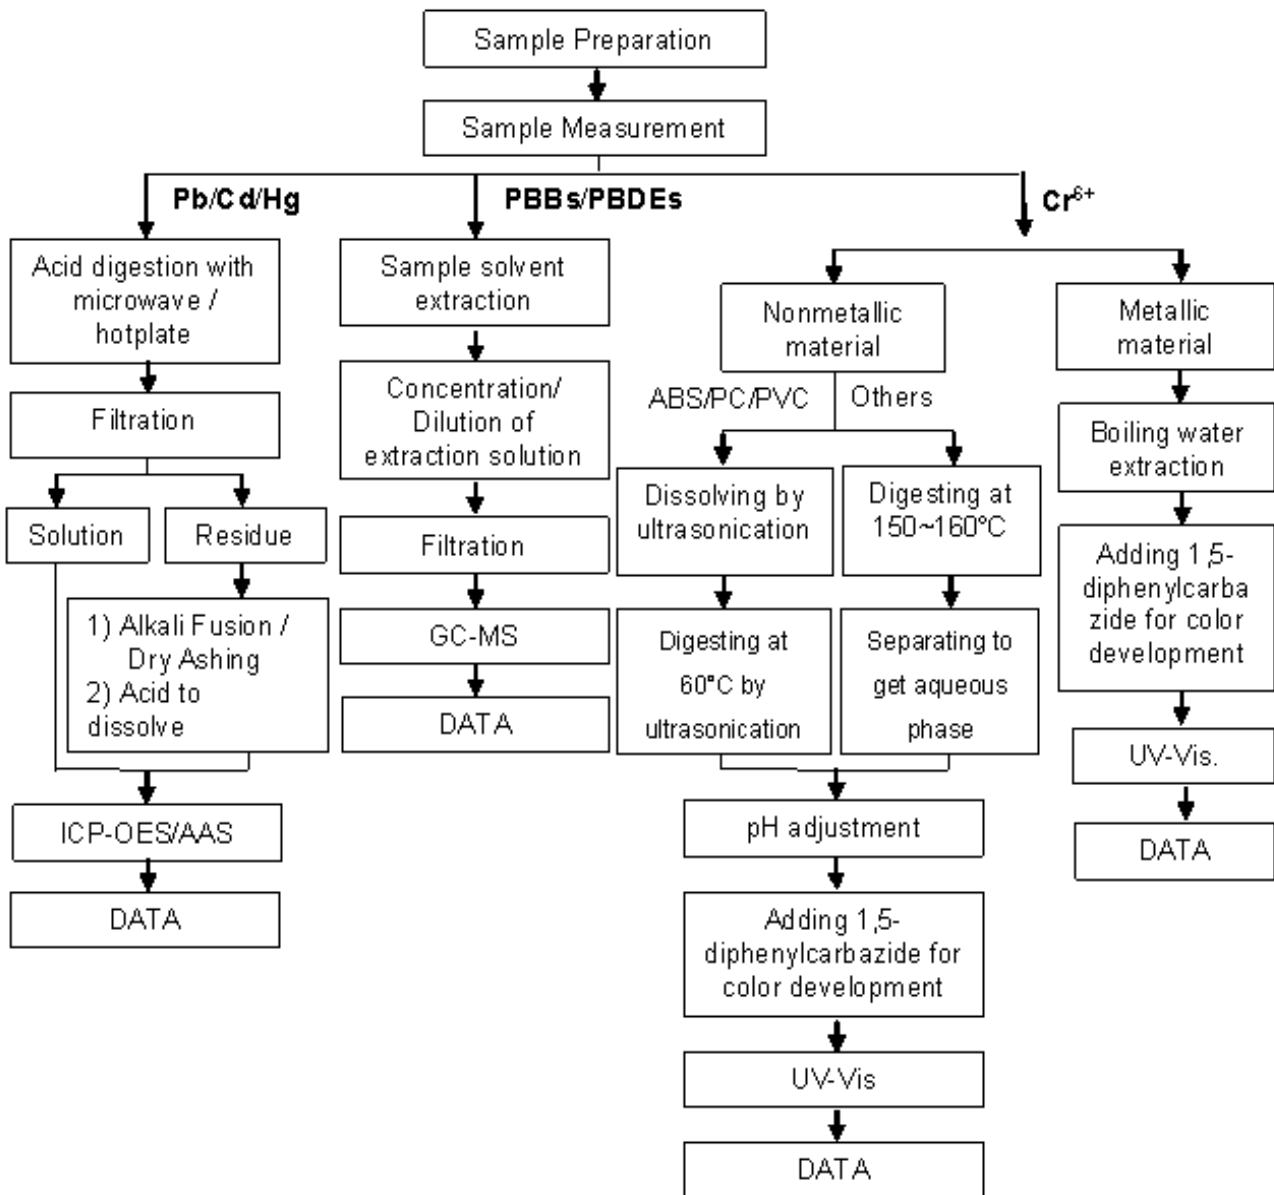 Sample Preparation
Sample Measurement
Pb/Cd/Hg
PBBs/PBDEs
Cr⁶⁺
Acid digestion with
microwave /
hotplate
Filtration
Solution
Residue
1) Alkali Fusion /
Dry Ashing
2) Acid to
dissolve
ICP-OES/AAS
DATA
Sample solvent
extraction
Concentration/
Dilution of
extraction solution
Filtration
GC-MS
DATA
Nonmetallic
material
ABS/PC/PVC
Others
Dissolving by
ultrasonication
Digesting at
60°C by
ultrasonication
Digesting at
150~160°C
Separating to
get aqueous
phase
pH adjustment
Adding 1,5-
diphenylcarbazide for
color development
UV-Vis
DATA
Metallic
material
Boiling water
extraction
Adding 1,5-
diphenylcarba
zide for color
development
UV-Vis.
DATA